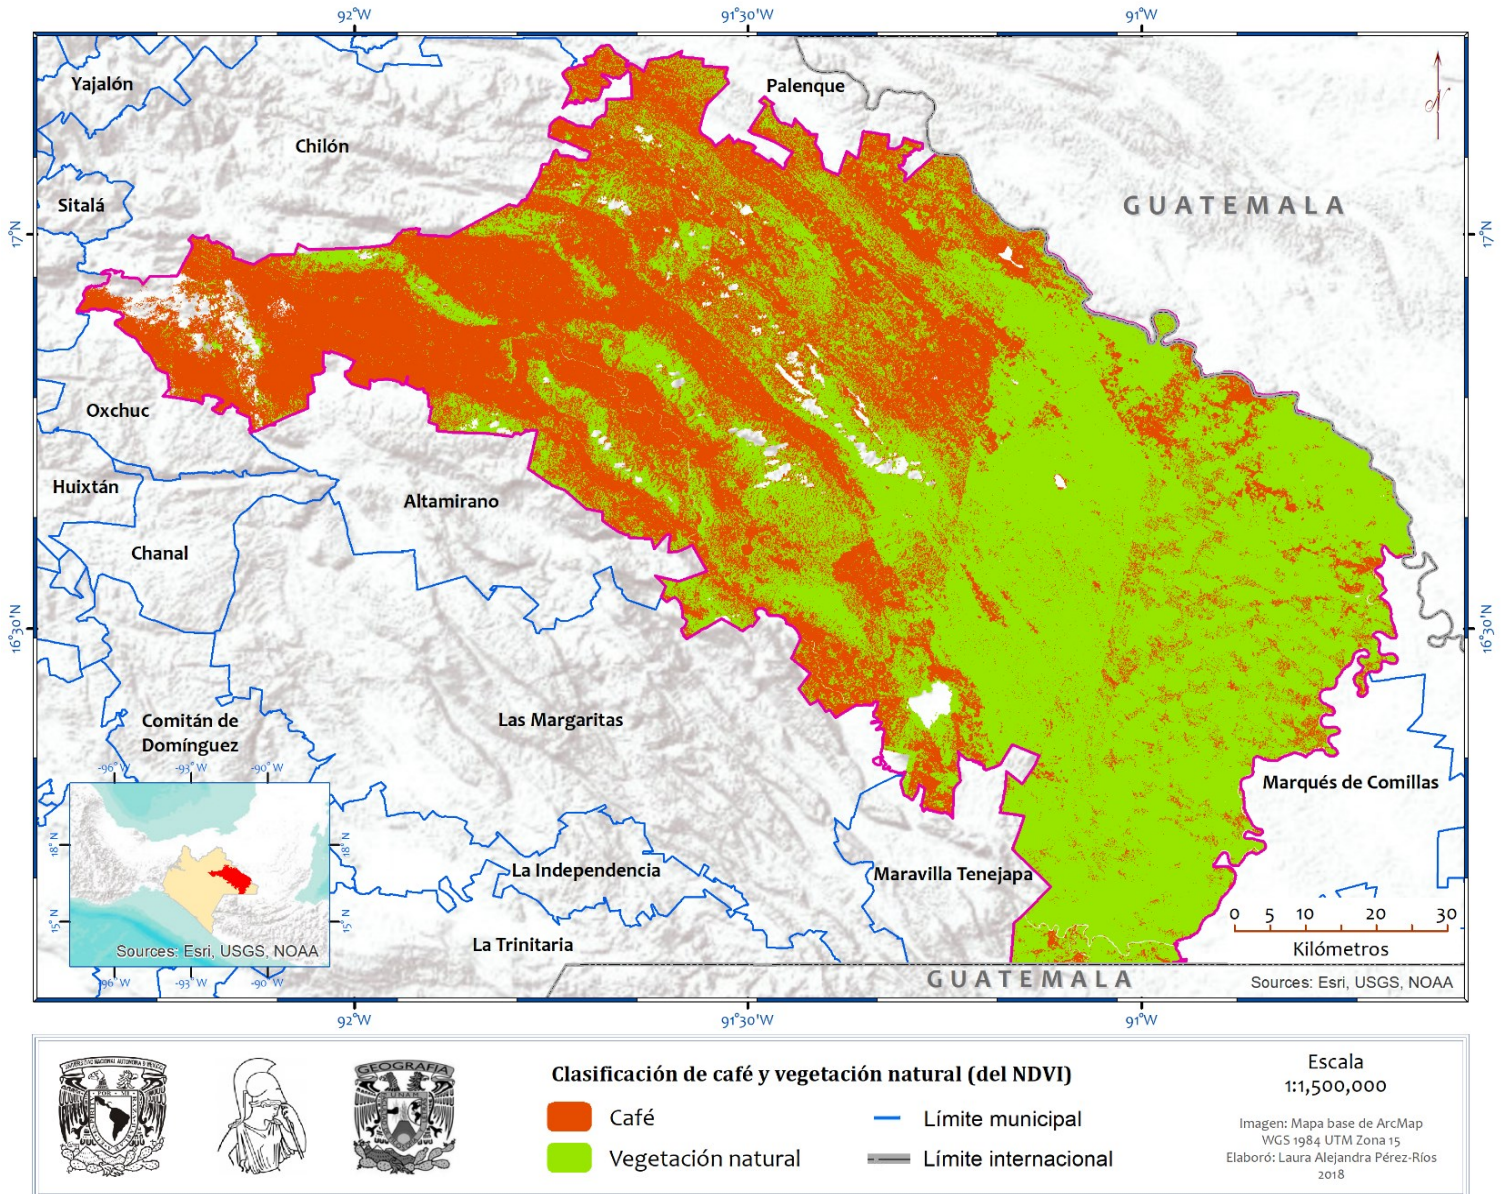 92°W
91°30'W
91°W
Yajalón
Palenque
Chilón
Sitalá
GUATEMALA
17°N
17°N
Oxchuc
Huixtán
Altamirano
Chanal
16°30'N
16°30'N
Comitán de
Domínguez
Las Margaritas
Marqués de Comillas
-96° W
-93° W
-90° W
18° N
18° N
15° N
15° N
La Independencia
Maravilla Tenejapa
La Trinitaria
0 5 10 20 30
Kilómetros
Sources: Esri, USGS, NOAA
-96° W
-93° W
-90° W
GUATEMALA
Sources: Esri, USGS, NOAA
92°W
91°30'W
91°W
GEOGRAFIA
UNAM
Clasificación de café y vegetación natural (del NDVI)
Café
Límite municipal
Vegetación natural
Límite internacional
Escala
1:1,500,000
Imagen: Mapa base de ArcMap
WGS 1984 UTM Zona 15
Elaboró: Laura Alejandra Pérez-Ríos
2018